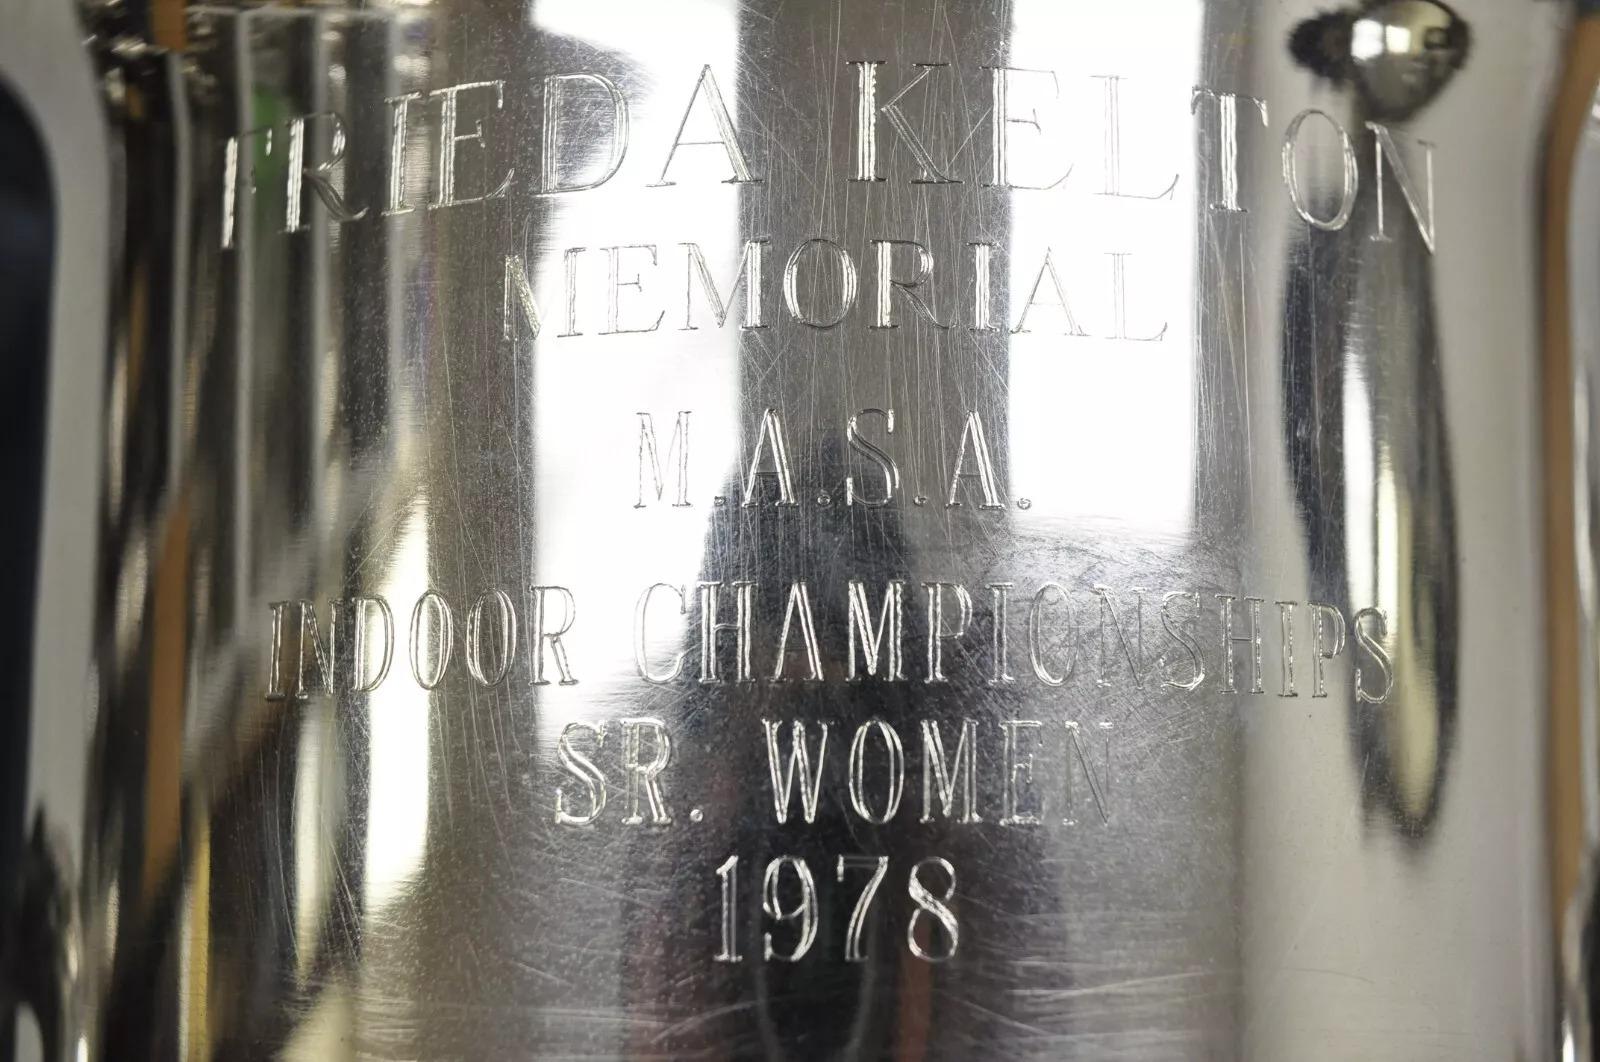 FRIEDA KELTON
MEMORIAL
M.A.S.A.
INDOOR CHAMPIONSHIPS
SR. WOMEN
1978